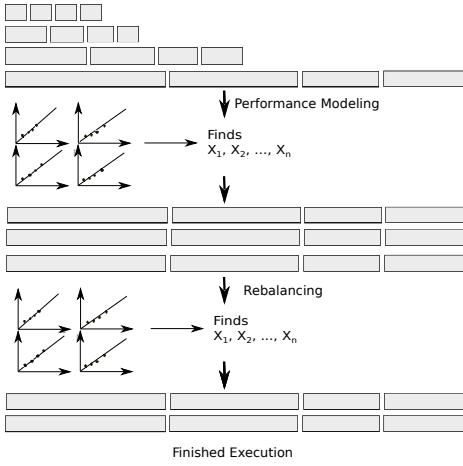 Performance Modeling
Finds
X1, X2, ..., Xn
Rebalancing
Finds
X1, X2, ..., Xn
Finished Execution